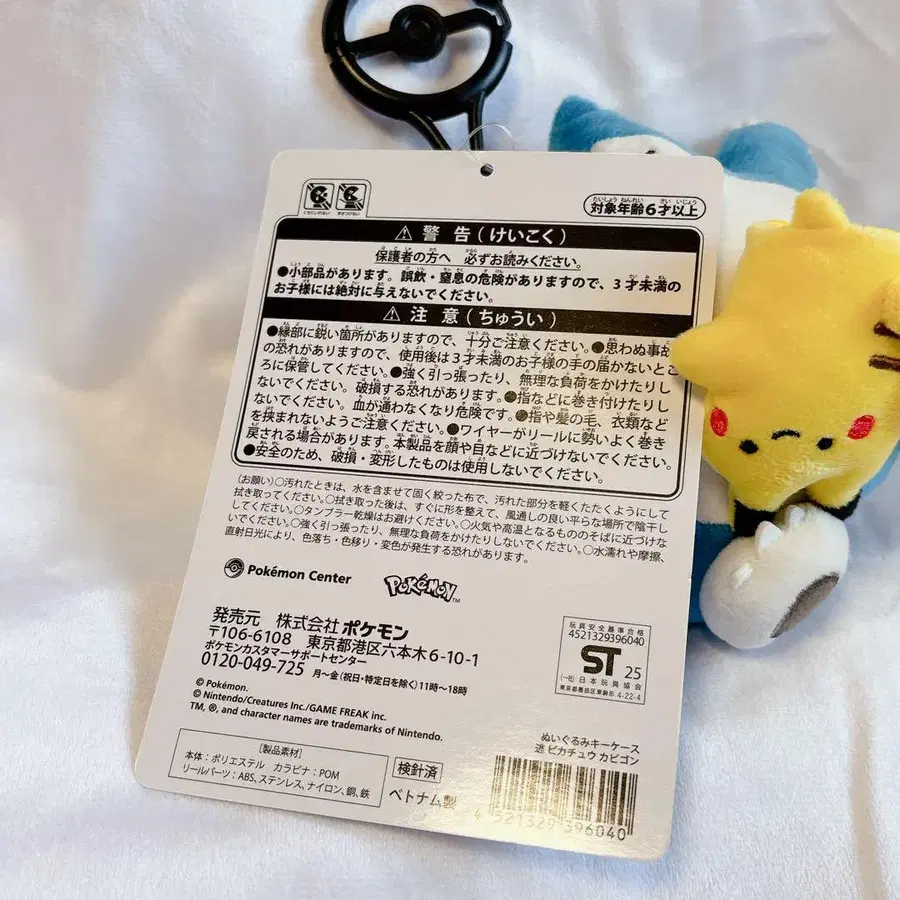 くちにいれない
まきつけない
たいしょう ねんれい さい いじょう
対象年齢6才以上
⚠ 警 告 (けいこく)
保護者の方へ 必ずお読みください。
●小部品があります。誤飲・窒息の危険がありますので、3才未満の
お子様には絶対に与えないでください。
⚠ 注 意 (ちゅうい)
●縁部に鋭い箇所がありますので、十分ご注意ください。●思わぬ事故
の恐れがありますので、使用後は3才未満のお子様の手の届かないとこ
ろに保管してください。●強く引っ張ったり、無理な負荷をかけたりし
ないでください。破損する恐れがあります。●指などに巻き付けたりし
ないでください。血が通わなくなり危険です。●指や髪の毛、衣類など
を挟まれないようご注意ください。●ワイヤーがリールに勢いよく巻き
戻される場合があります。本製品を顔や目などに近づけないでください。
●安全のため、破損・変形したものは使用しないでください。
(お願い)○汚れたときは、水を含ませて固く絞った布で、汚れた部分を軽くたたくようにして
拭き取ってください。○拭き取った後は、すぐに形を整えて、風通しの良い平らな場所で陰干し
してください。○タンブラー乾燥はお避けください。○火気や高温となるもののそばに近づけな
いでください。○強く引っ張ったり、無理な負荷をかけたりしないでください。○水濡れや摩擦、
直射日光により、色落ち・色移り・変色が発生する恐れがあります。
Pokémon Center
POKéMON™
発売元 株式会社 ポケモン
〒106-6108 東京都港区六本木6-10-1
ポケモンカスタマーサポートセンター
0120-049-725 月〜金(祝日・特定日を除く)11時〜18時
© Pokémon.
© Nintendo/Creatures Inc./GAME FREAK inc.
TM, ®, and character names are trademarks of Nintendo.
玩具安全基準合格
4521329396040
ST 25
(一社)日本玩具協会
東京都墨田区東駒形 4-22-4
[製品素材]
本体:ポリエステル カラビナ:POM
リールパーツ:ABS、ステンレス、ナイロン、銅、鉄
検針済
ベトナム製
ぬいぐるみキーケース
逃 ピカチュウ カビゴン
4 521329 396040